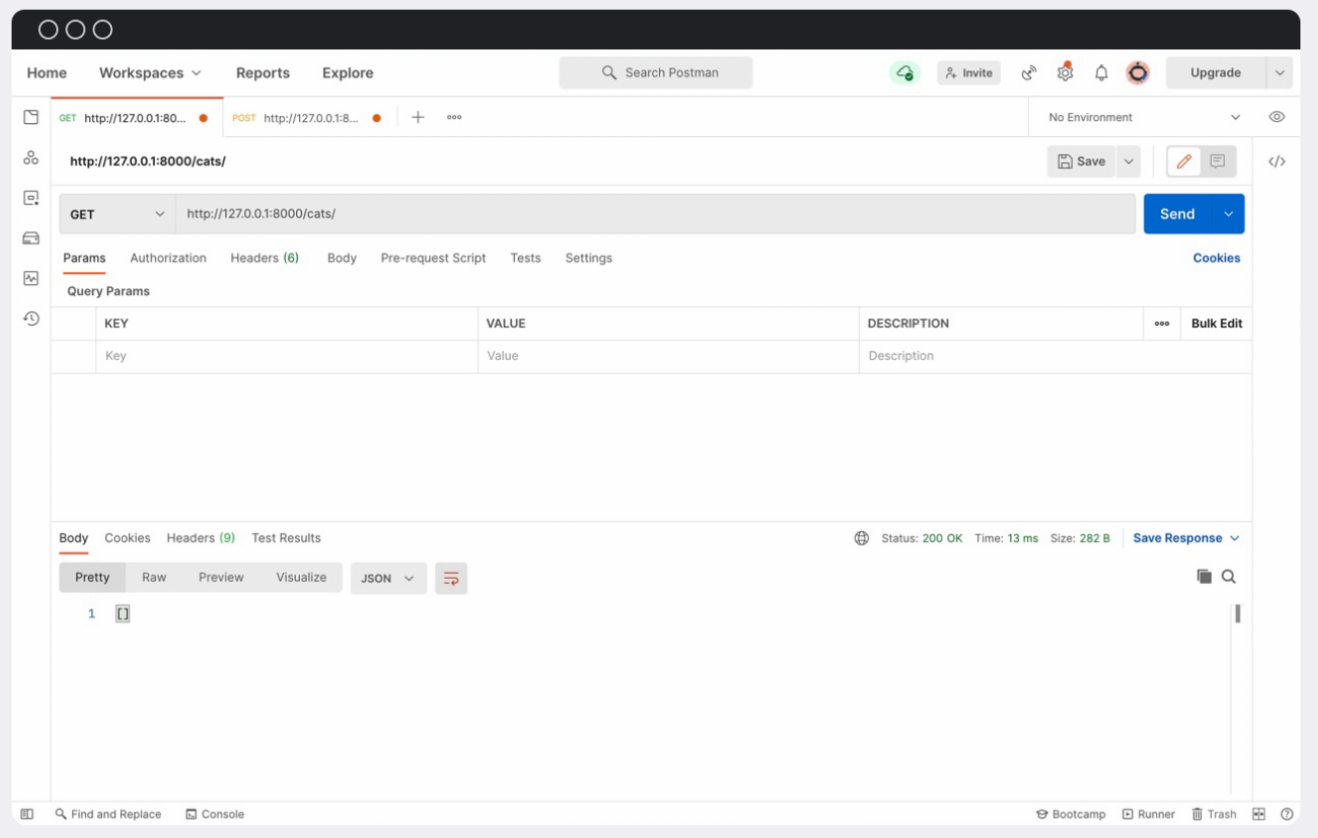 Home Workspaces Reports Explore Search Postman Invite Upgrade
GET http://127.0.0.1:80... POST http://127.0.0.1:8... No Environment
http://127.0.0.1:8000/cats/ Save
GET http://127.0.0.1:8000/cats/ Send
Params Authorization Headers (6) Body Pre-request Script Tests Settings Cookies
Query Params
KEY VALUE DESCRIPTION Bulk Edit
Key Value Description
Body Cookies Headers (9) Test Results Status: 200 OK Time: 13 ms Size: 282 B Save Response
Pretty Raw Preview Visualize JSON
1 []
Find and Replace Console Bootcamp Runner Trash